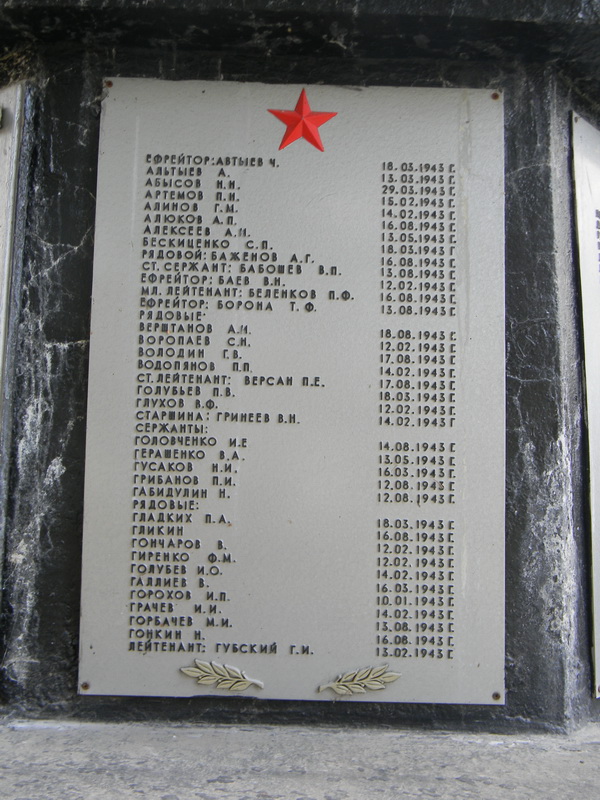 ЕФРЕЙТОР: АВТЫЕВ Ч. 18.03.1943 Г.
АЛЬТЫЕВ А. 13.03.1943 Г.
АБЫСОВ Н.Н. 29.03.1943 Г.
АРТЕМОВ П.Н. 15.02.1943 Г.
АЛИНОВ Г.М. 14.02.1943 Г.
АЛЮКОВ А.П. 16.08.1943 Г.
АЛЕКСЕЕВ А.И. 13.05.1943 Г.
БЕСКИЦЕНКО С.П. 18.03.1943 Г.
РЯДОВОЙ: БАЖЕНОВ А.Г. 16.08.1943 Г.
СТ. СЕРЖАНТ: БАБОШЕВ В.П. 13.08.1943 Г.
ЕФРЕЙТОР: БАЕВ В.Н. 12.02.1943 Г.
МЛ. ЛЕЙТЕНАНТ: БЕЛЕНКОВ П.Ф. 16.08.1943 Г.
ЕФРЕЙТОР: БОРОНА Т.Ф. 13.08.1943 Г.
РЯДОВЫЕ:
ВЕРШТАНОВ А.И. 18.08.1943 Г.
ВОРОПАЕВ С.Н. 12.02.1943 Г.
ВОЛОДИН Г.В. 17.08.1943 Г.
ВОДОПЯНОВ П.П. 14.02.1943 Г.
СТ. ЛЕЙТЕНАНТ: ВЕРСАН П.Е. 17.08.1943 Г.
ГОЛУБЬЕВ П.В. 18.03.1943 Г.
ГЛУХОВ В.Ф. 12.02.1943 Г.
СТАРШИНА: ГРИНЕЕВ В.Н. 14.02.1943 Г
СЕРЖАНТЫ:
ГОЛОВЧЕНКО И.Е 14.08.1943 Г.
ГЕРАШЕНКО В.А. 13.05.1943 Г.
ГУСАКОВ Н.И. 16.03.1943 Г.
ГРИБАНОВ П.И. 12.08.1943 Г.
ГАБИДУЛИН Н. 12.08.1943 Г.
РЯДОВЫЕ:
ГЛАДКИХ П.А. 18.03.1943 Г.
ГЛИКИН 16.08.1943 Г.
ГОНЧАРОВ В. 12.02.1943 Г.
ГИРЕНКО Ф.М. 12.02.1943 Г.
ГОЛУБЕВ И.О. 14.02.1943 Г.
ГАЛЛИЕВ В. 16.03.1943 Г.
ГОРОХОВ И.П. 10.01.1943 Г.
ГРАЧЕВ И.И. 14.02.1943 Г.
ГОРБАЧЕВ М.И. 13.08.1943 Г.
ГОНКИН Н. 16.08.1943 Г.
ЛЕЙТЕНАНТ: ГУБСКИЙ Г.И. 13.02.1943 Г.